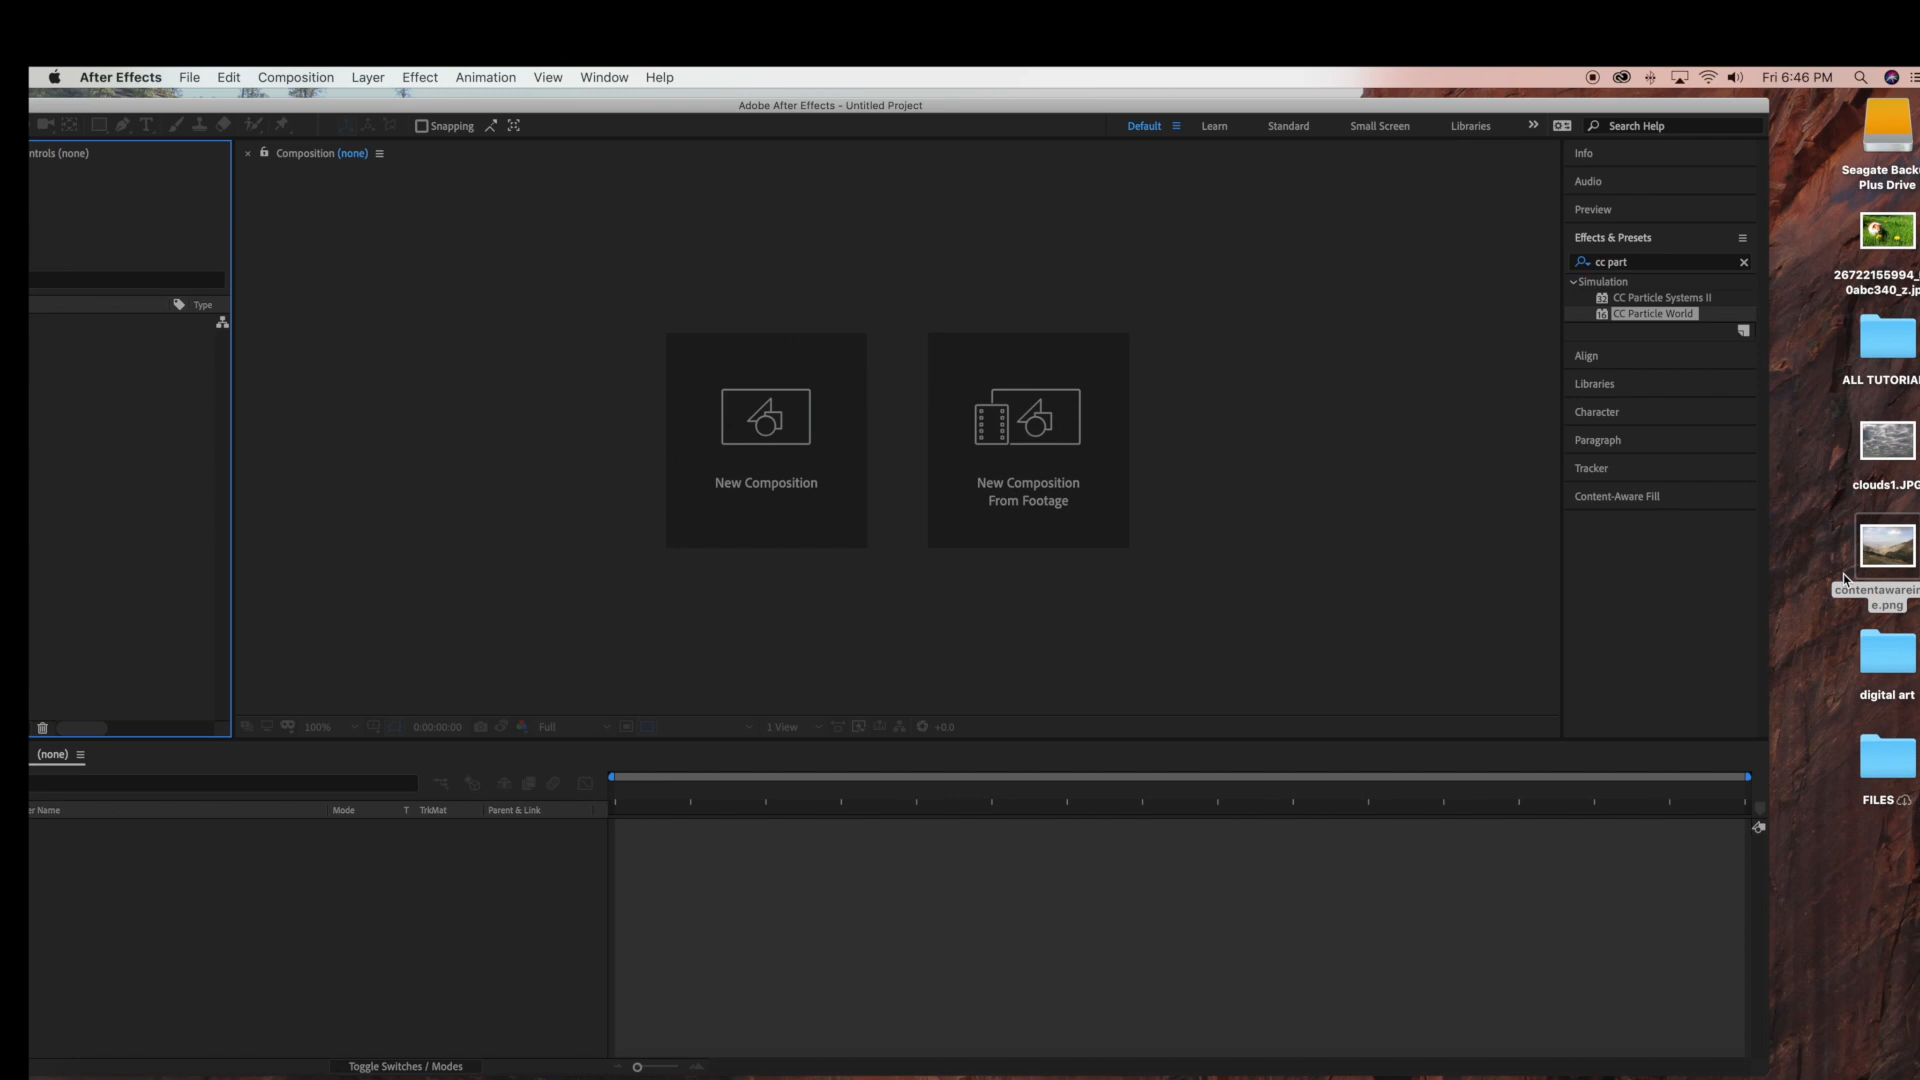 After Effects File Edit Composition Layer Effect Animation View Window Help
Fri 6:46 PM
Adobe After Effects - Untitled Project
Snapping
Default Learn Standard Small Screen Libraries
Search Help
ntrols (none)
Composition (none)
Type
Info
Audio
Preview
Effects & Presets
cc part
Simulation
32 CC Particle Systems II
16 CC Particle World
Align
Libraries
Character
Paragraph
Tracker
Content-Aware Fill
New Composition
New Composition
From Footage
100%
0:00:00:00
Full
1 View
+0.0
(none)
er Name
Mode
T TrkMat
Parent & Link
Toggle Switches / Modes
Seagate Back
Plus Drive
26722155994_
0abc340_z.jp
ALL TUTORIA
clouds1.JPG
contentawarei
e.png
digital art
FILES